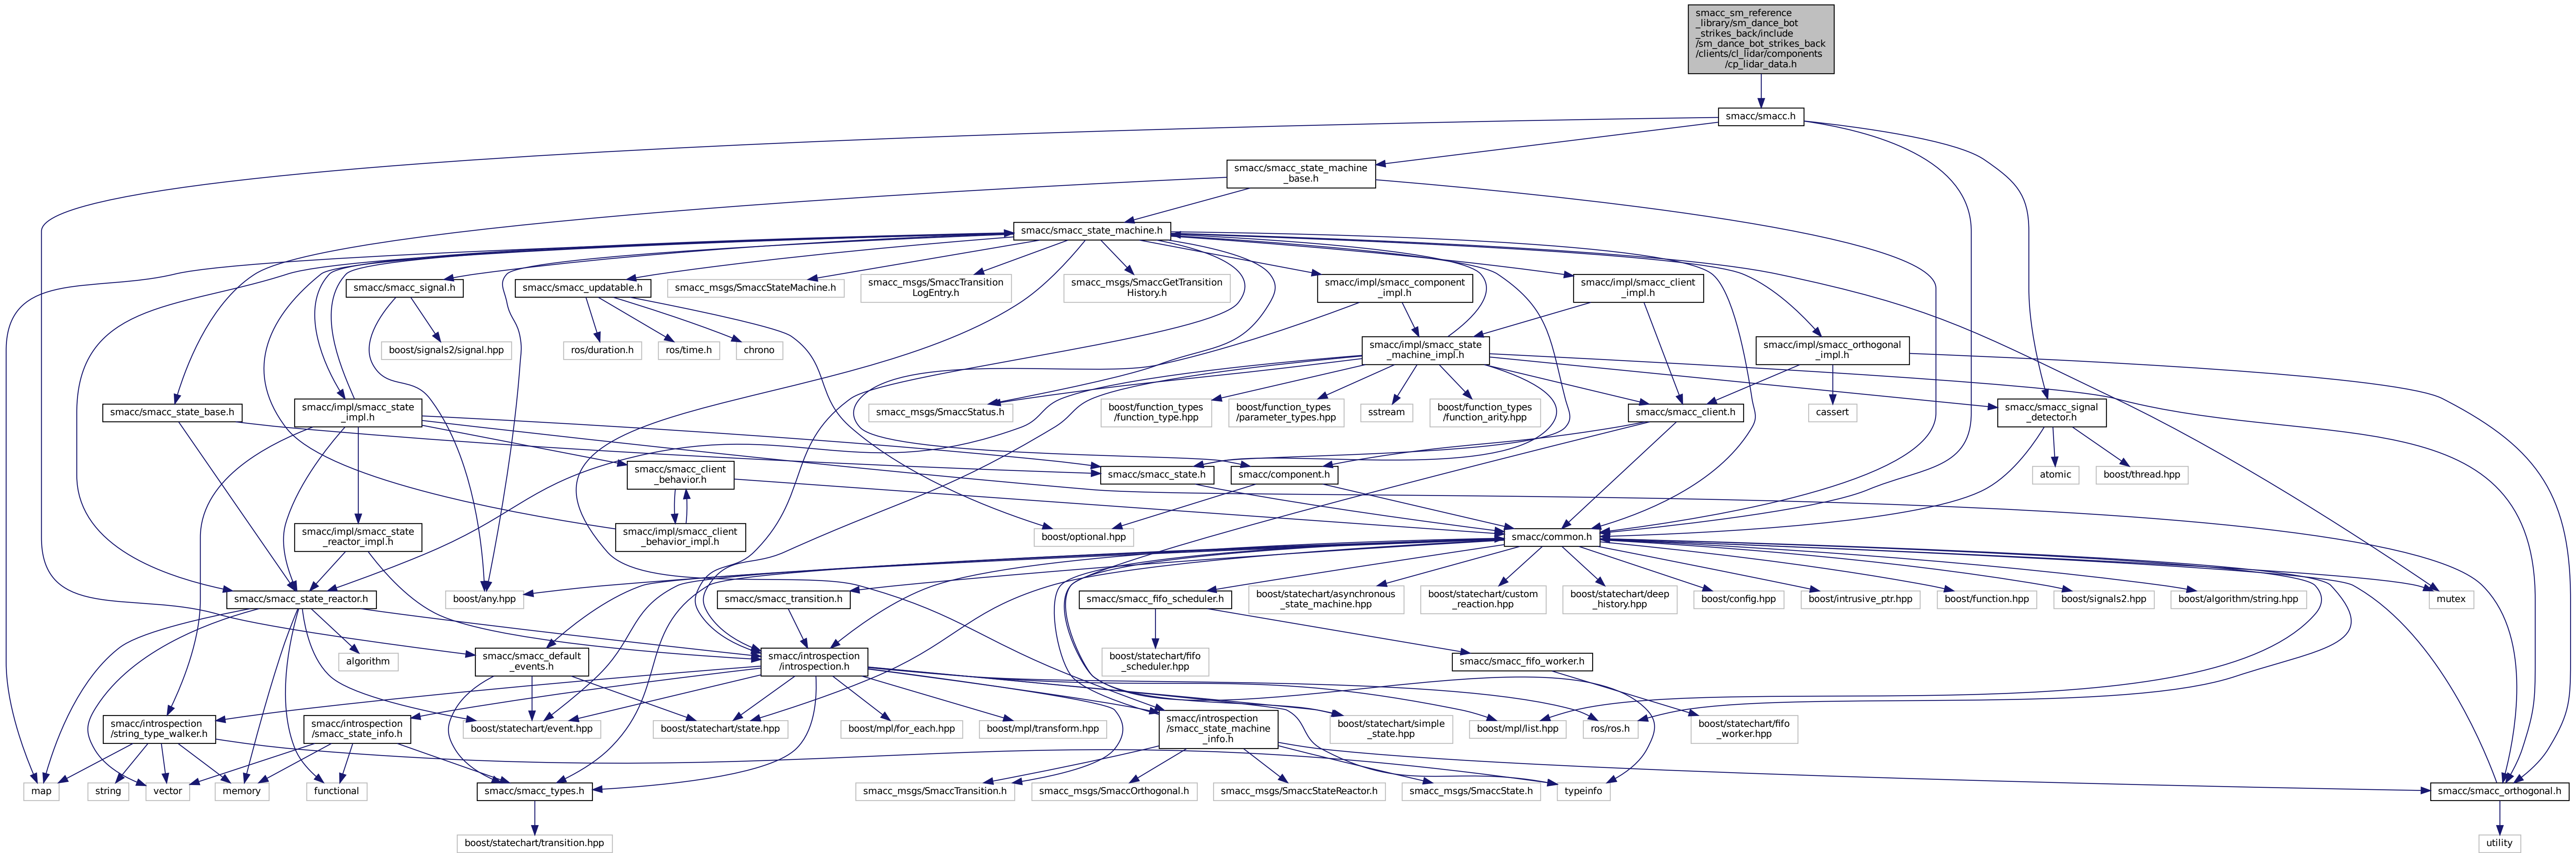 smacc_sm_reference
_library/sm_dance_bot
_strikes_back/include
/sm_dance_bot_strikes_back
/clients/cl_lidar/components
/cp_lidar_data.h
smacc/smacc.h
smacc/smacc_state_machine
_base.h
smacc/smacc_state_machine.h
smacc/smacc_signal.h
smacc/smacc_updatable.h
smacc_msgs/SmaccStateMachine.h
smacc_msgs/SmaccTransition
LogEntry.h
smacc_msgs/SmaccGetTransition
History.h
smacc/impl/smacc_component
_impl.h
smacc/impl/smacc_client
_impl.h
boost/signals2/signal.hpp
ros/duration.h
ros/time.h
chrono
smacc/impl/smacc_state
_machine_impl.h
smacc/impl/smacc_orthogonal
_impl.h
smacc/smacc_state_base.h
smacc/impl/smacc_state
_impl.h
smacc_msgs/SmaccStatus.h
boost/function_types
/function_type.hpp
boost/function_types
/parameter_types.hpp
sstream
boost/function_types
/function_arity.hpp
smacc/smacc_client.h
cassert
smacc/smacc_signal
_detector.h
smacc/smacc_client
_behavior.h
smacc/smacc_state.h
smacc/component.h
atomic
boost/thread.hpp
smacc/impl/smacc_state
_reactor_impl.h
smacc/impl/smacc_client
_behavior_impl.h
boost/optional.hpp
smacc/common.h
smacc/smacc_state_reactor.h
boost/any.hpp
smacc/smacc_transition.h
smacc/smacc_fifo_scheduler.h
boost/statechart/asynchronous
_state_machine.hpp
boost/statechart/custom
_reaction.hpp
boost/statechart/deep
_history.hpp
boost/config.hpp
boost/intrusive_ptr.hpp
boost/function.hpp
boost/signals2.hpp
boost/algorithm/string.hpp
mutex
algorithm
smacc/smacc_default
_events.h
smacc/introspection
/introspection.h
boost/statechart/fifo
_scheduler.hpp
smacc/smacc_fifo_worker.h
smacc/introspection
/string_type_walker.h
smacc/introspection
/smacc_state_info.h
boost/statechart/event.hpp
boost/statechart/state.hpp
boost/mpl/for_each.hpp
boost/mpl/transform.hpp
smacc/introspection
/smacc_state_machine
_info.h
boost/statechart/simple
_state.hpp
boost/mpl/list.hpp
ros/ros.h
boost/statechart/fifo
_worker.hpp
map
string
vector
memory
functional
smacc/smacc_types.h
smacc_msgs/SmaccTransition.h
smacc_msgs/SmaccOrthogonal.h
smacc_msgs/SmaccStateReactor.h
smacc_msgs/SmaccState.h
typeinfo
smacc/smacc_orthogonal.h
boost/statechart/transition.hpp
utility